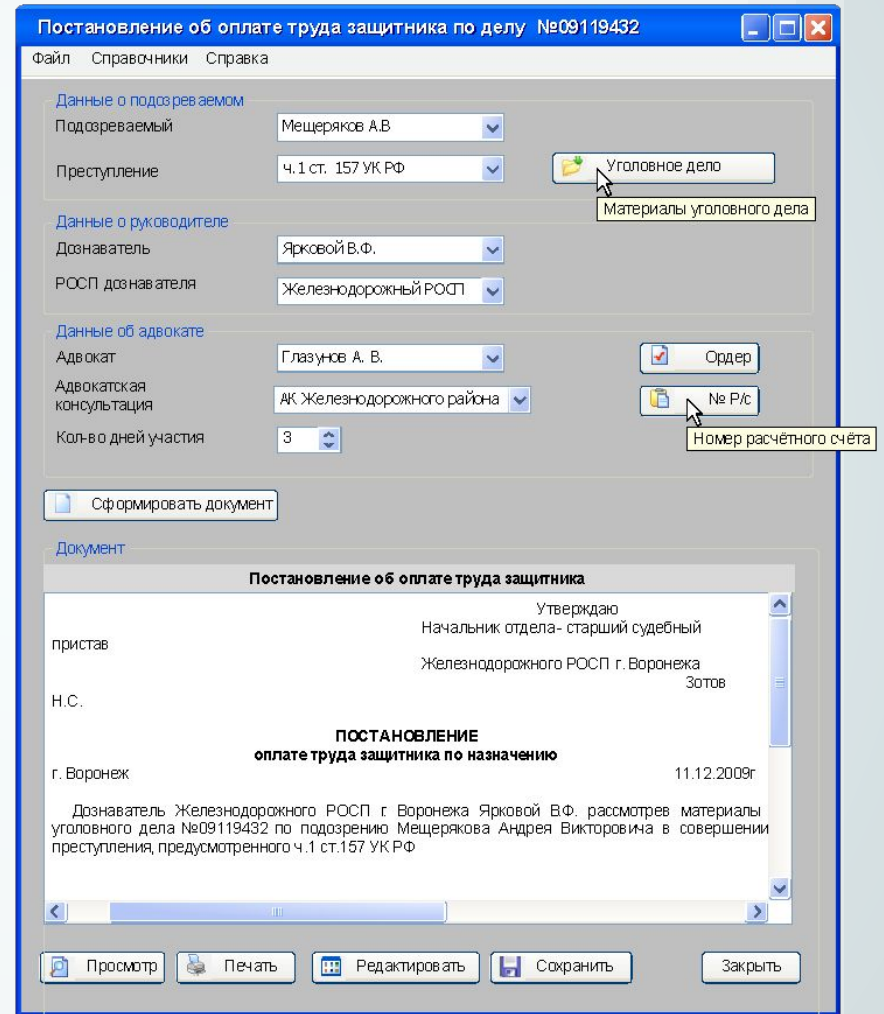 Постановление об оплате труда защитника по делу №09119432
Файл Справочники Справка
Данные о подозреваемом
Подозреваемый Мещеряков А.В
Преступление ч.1 ст. 157 УК РФ Уголовное дело
Материалы уголовного дела
Данные о руководителе
Дознаватель Ярковой В.Ф.
РОСП дознавателя Железнодорожный РОСП
Данные об адвокате
Адвокат Глазунов А. В. Ордер
Адвокатская
консультация АК Железнодорожного района № Р/с
Номер расчётного счёта
Кол-во дней участия 3
Сформировать документ
Документ
Постановление об оплате труда защитника
Утверждаю
Начальник отдела- старший судебный
пристав
Железнодорожного РОСП г. Воронежа
Зотов
Н.С.
ПОСТАНОВЛЕНИЕ
оплате труда защитника по назначению
г. Воронеж 11.12.2009г
Дознаватель Железнодорожного РОСП г. Воронежа Ярковой В.Ф. рассмотрев материалы
уголовного дела №09119432 по подозрению Мещерякова Андрея Викторовича в совершении
преступления, предусмотренного ч.1 ст.157 УК РФ
Просмотр Печать Редактировать Сохранить Закрыть